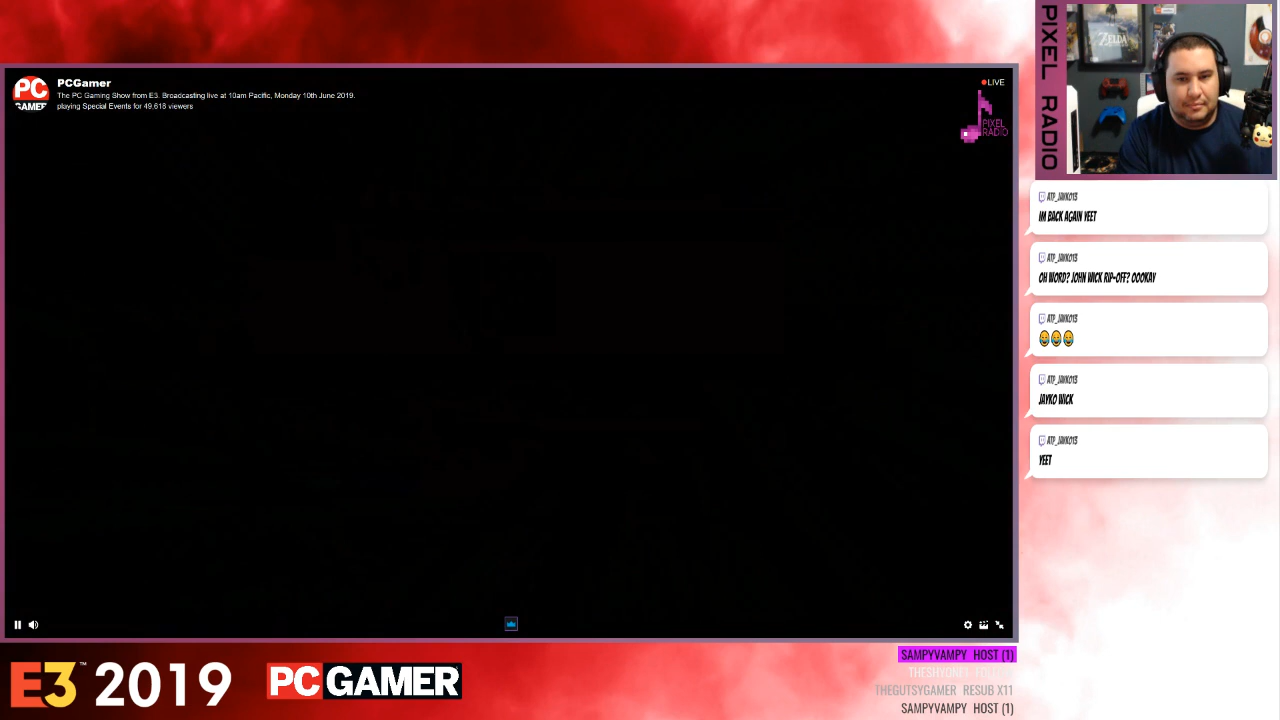 PCGamer
The PC Gaming Show from E3. Broadcasting live at 10am Pacific, Monday 10th June 2019.
playing Special Events for 49,618 viewers
LIVE
PIXEL
RADIO
PIXEL RADIO
ZELDA
ATP_JAYKO13
IM BACK AGAIN YEET
ATP_JAYKO13
OH WORD? JOHN WICK RIP-OFF? OOOKAY
ATP_JAYKO13
😂😂😂
ATP_JAYKO13
JAYKO WICK
ATP_JAYKO13
YEET
E3™ 2019
PC GAMER
SAMPYVAMPY HOST (1)
THEGUTSYGAMER RESUB X11
SAMPYVAMPY HOST (1)